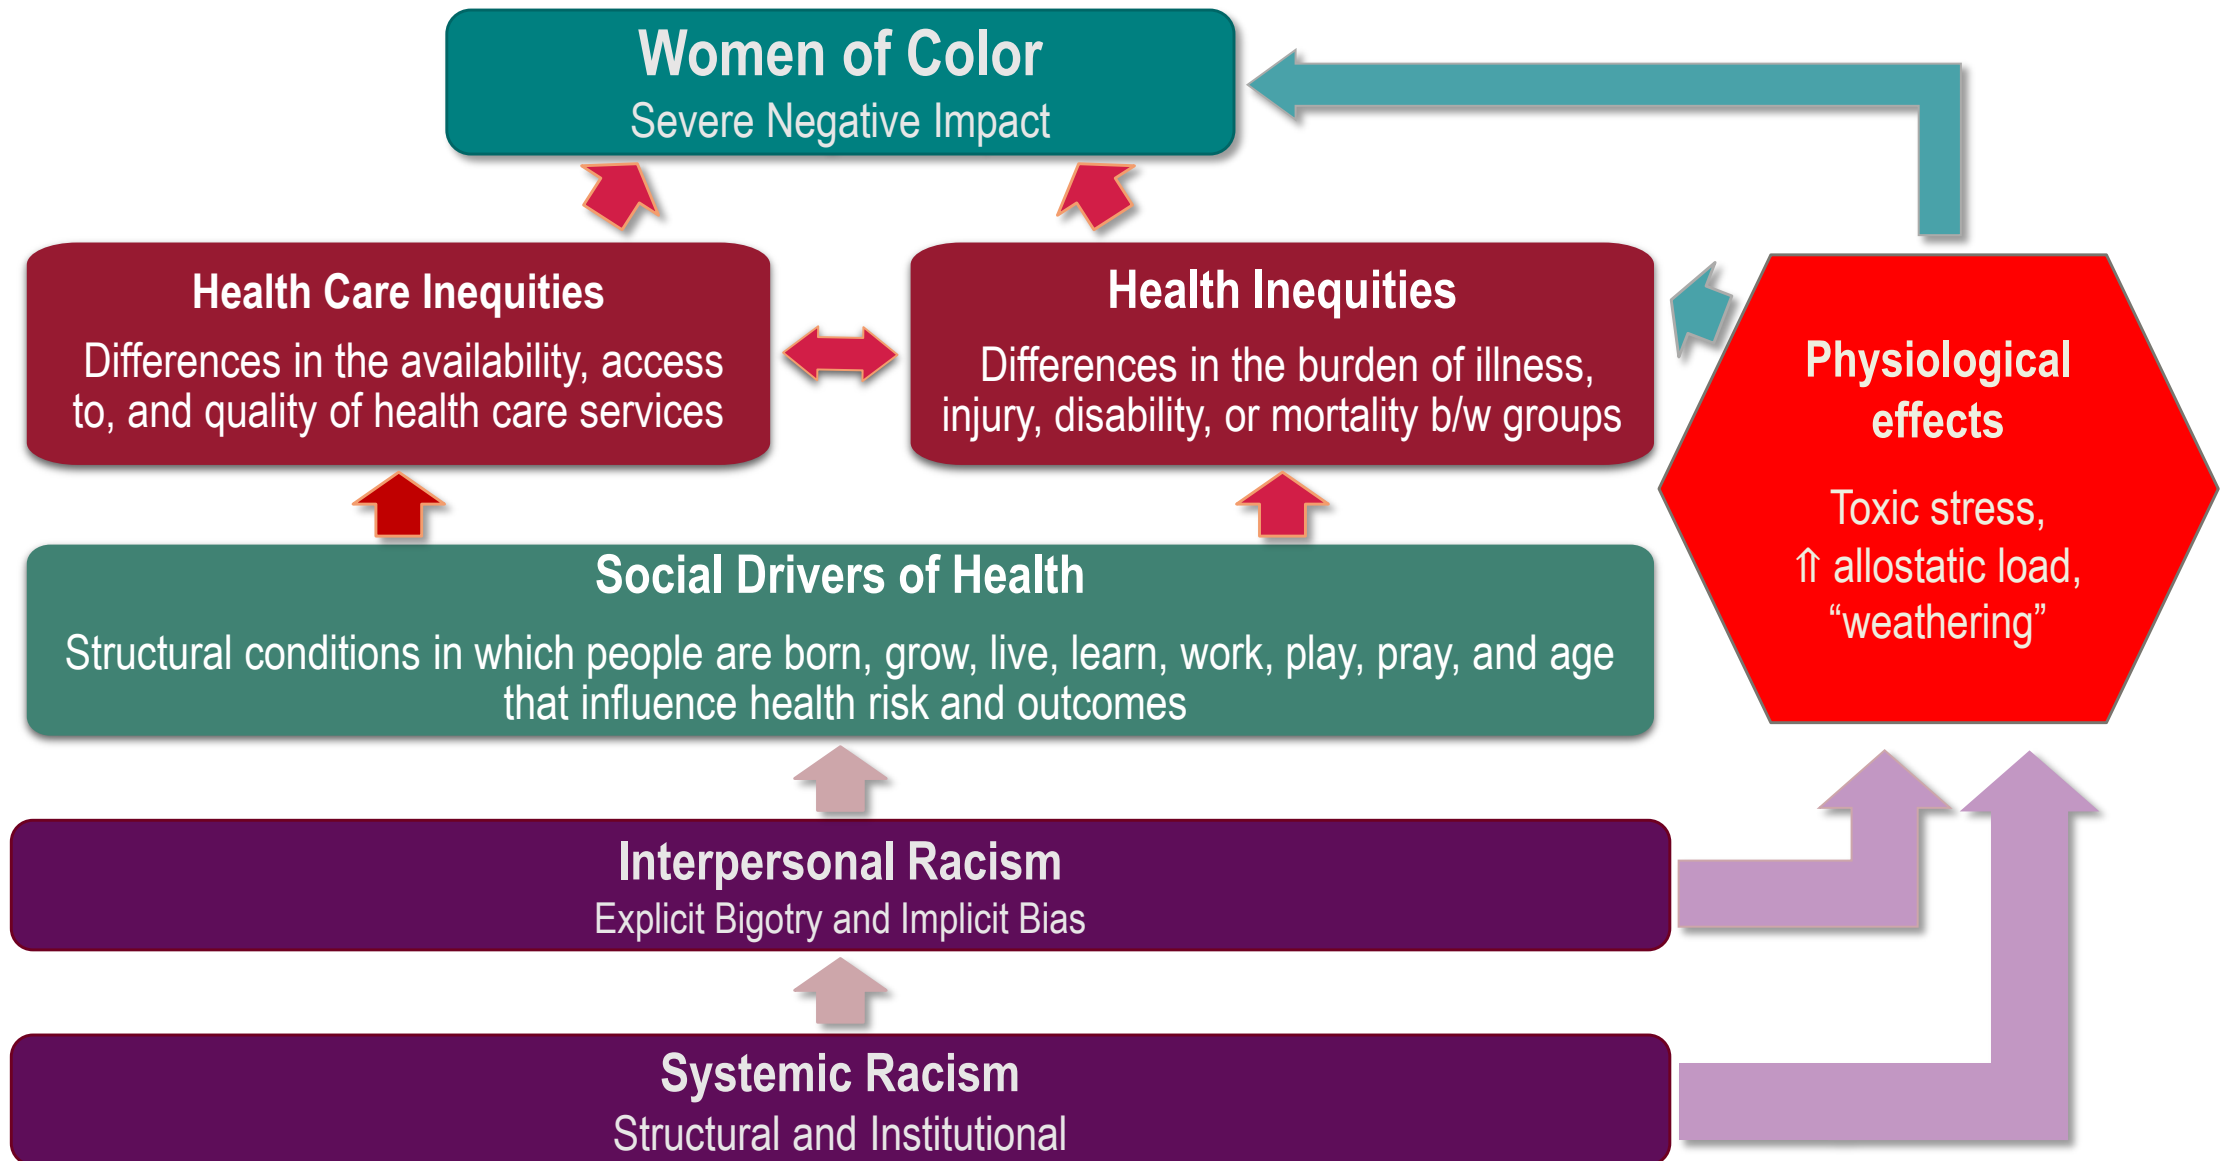 Women of Color
Severe Negative Impact
Health Care Inequities
Differences in the availability, access
to, and quality of health care services
Health Inequities
Differences in the burden of illness,
injury, disability, or mortality b/w groups
Physiological
effects
Toxic stress,
⇑ allostatic load,
“weathering”
Social Drivers of Health
Structural conditions in which people are born, grow, live, learn, work, play, pray, and age
that influence health risk and outcomes
Interpersonal Racism
Explicit Bigotry and Implicit Bias
Systemic Racism
Structural and Institutional